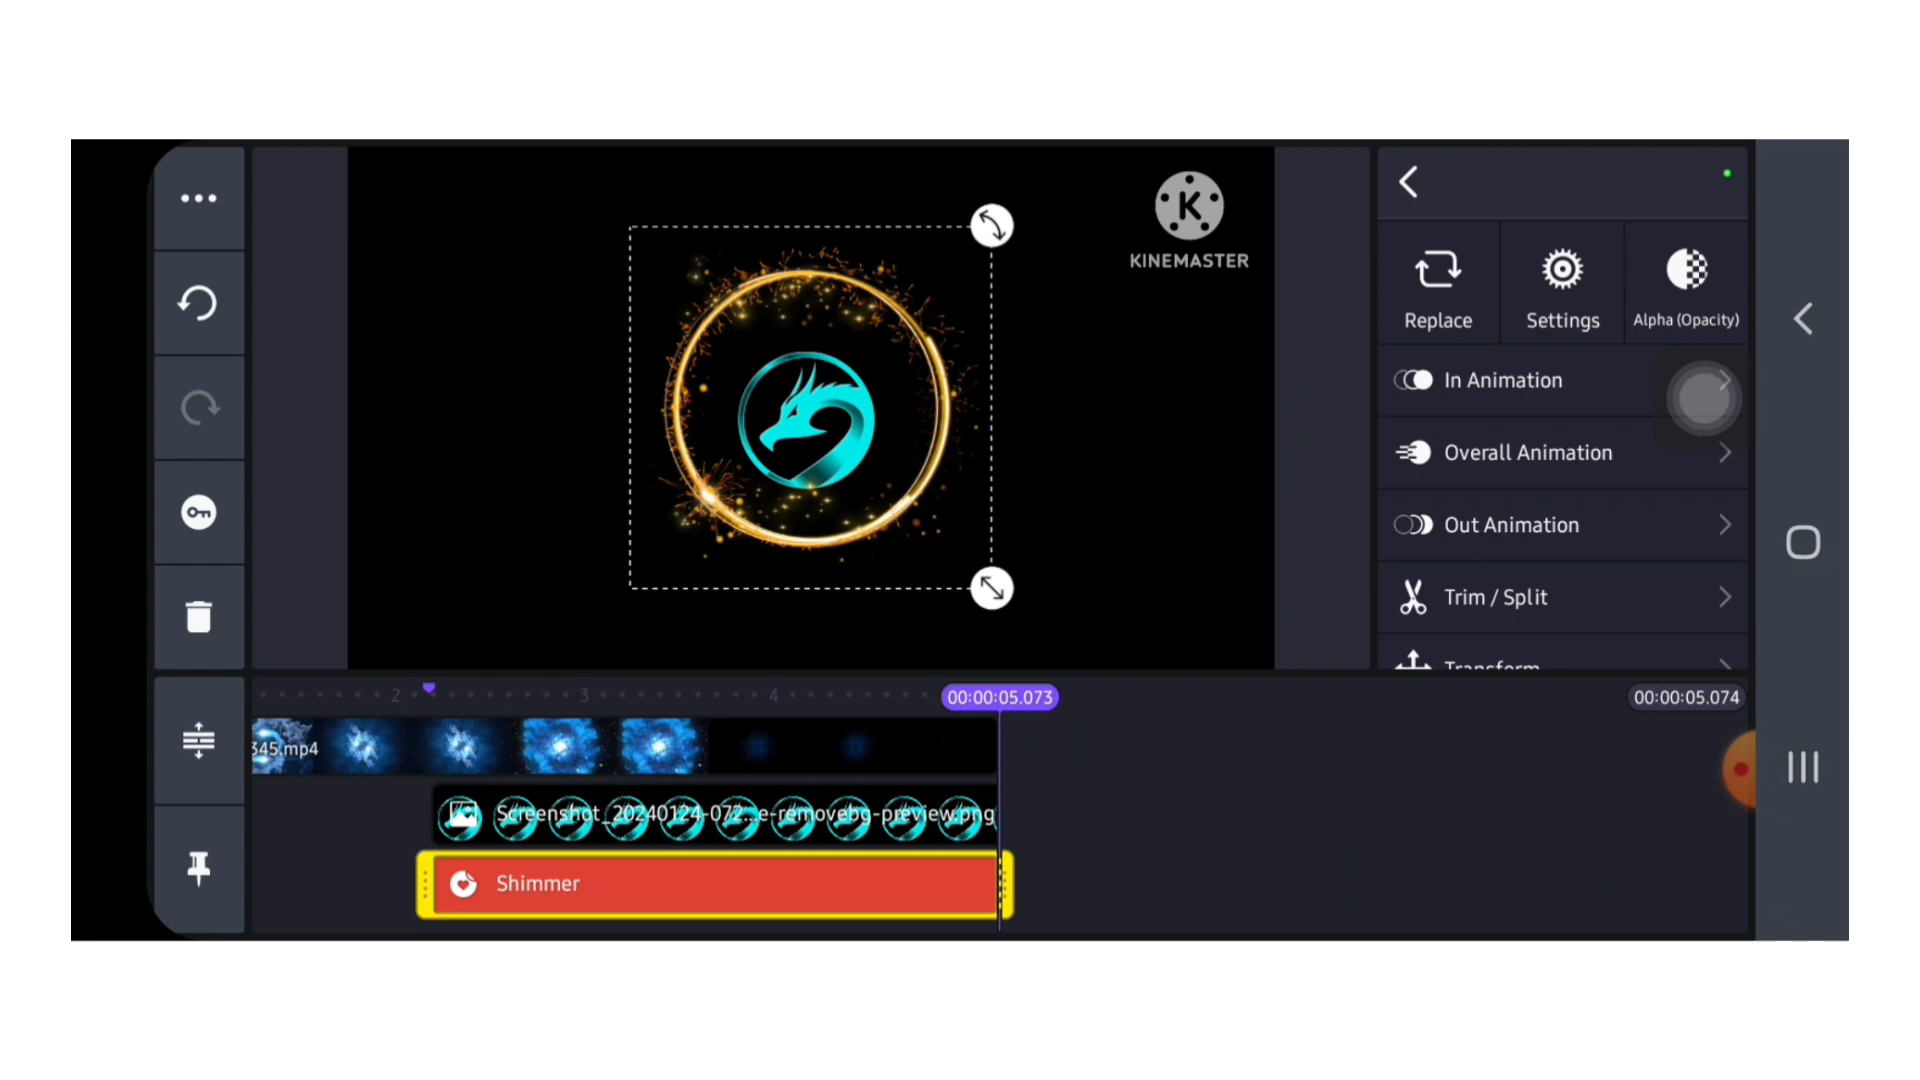 K
KINEMASTER
Replace
Settings
Alpha (Opacity)
In Animation
Overall Animation
Out Animation
Trim / Split
Transform
2
3
4
00:00:05.073
00:00:05.074
345.mp4
Screenshot_20240124-072...e-removebg-preview.png
Shimmer